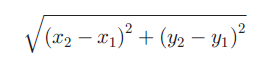 √((x₂ − x₁)² + (y₂ − y₁)²)